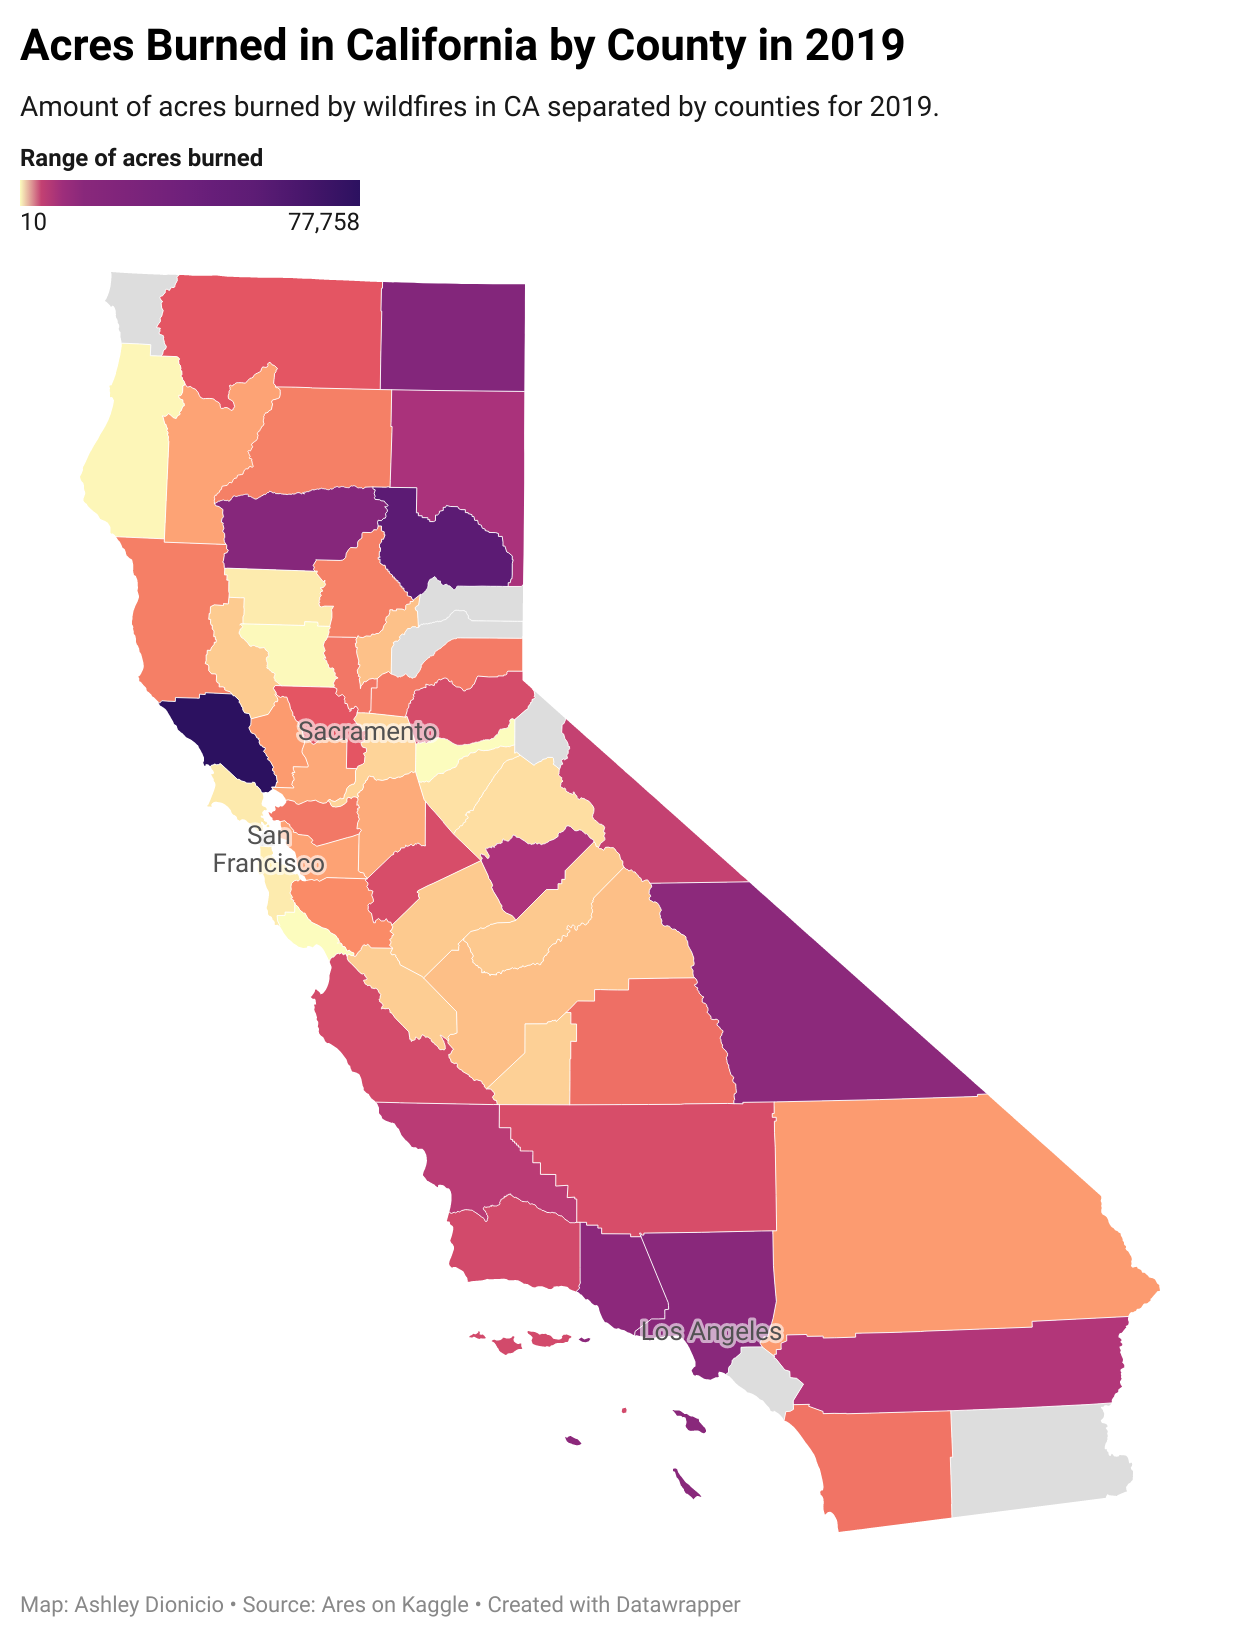 Acres Burned in California by County in 2019
Amount of acres burned by wildfires in CA separated by counties for 2019.
Range of acres burned
10
77,758
Sacramento
San
Francisco
Los Angeles
Map: Ashley Dionicio • Source: Ares on Kaggle • Created with Datawrapper